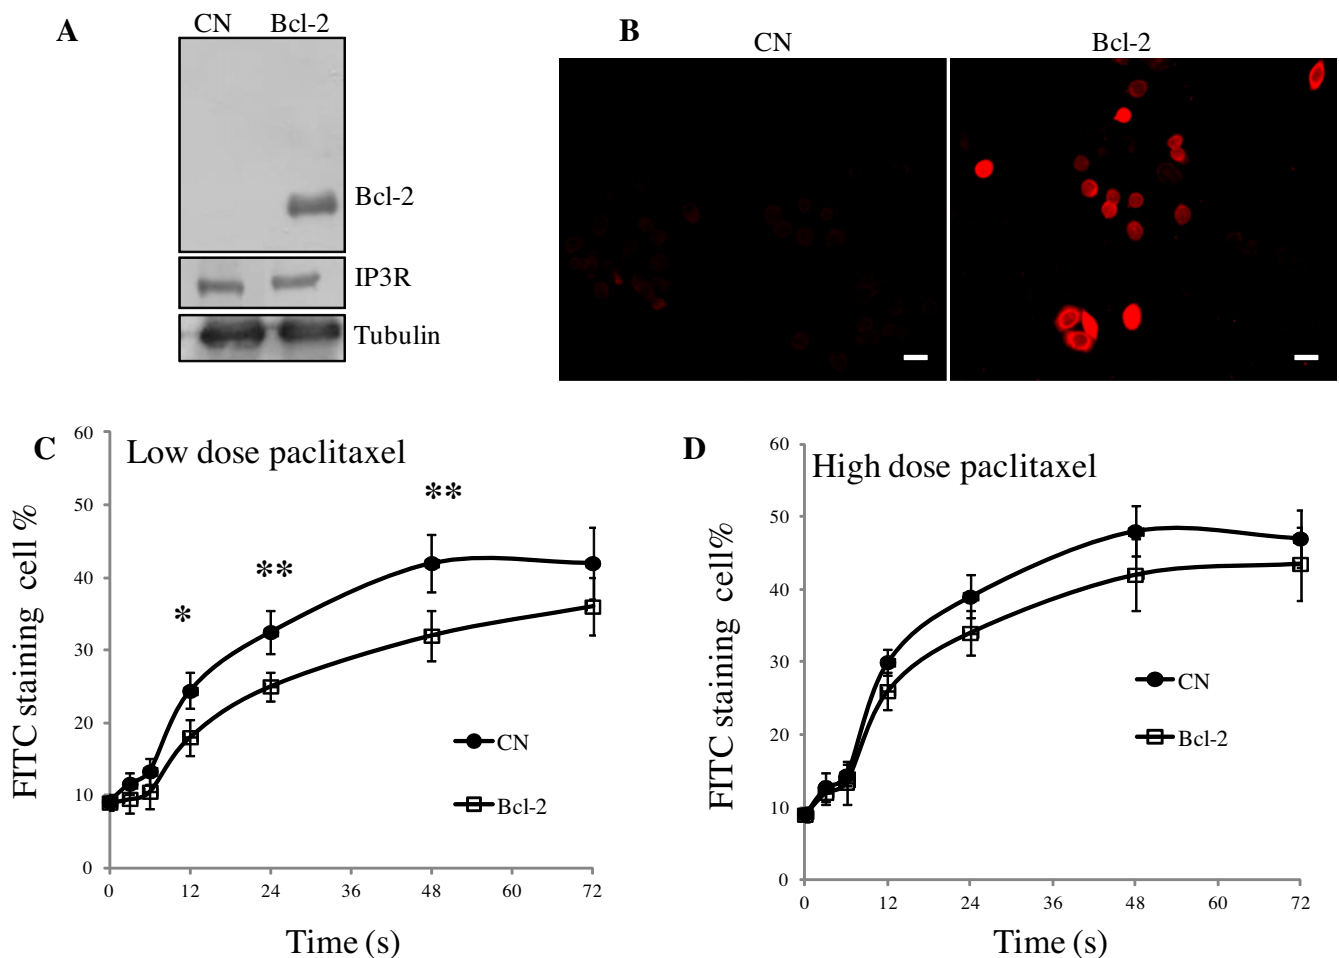 A
CN Bcl-2
Bcl-2
IP3R
Tubulin
B
CN
Bcl-2
C
Low dose paclitaxel
FITC staining cell %
60
50
40
30
20
10
0
*
**
**
CN
Bcl-2
0 12 24 36 48 60 72
Time (s)
D
High dose paclitaxel
FITC staining cell%
60
50
40
30
20
10
0
CN
Bcl-2
0 12 24 36 48 60 72
Time (s)